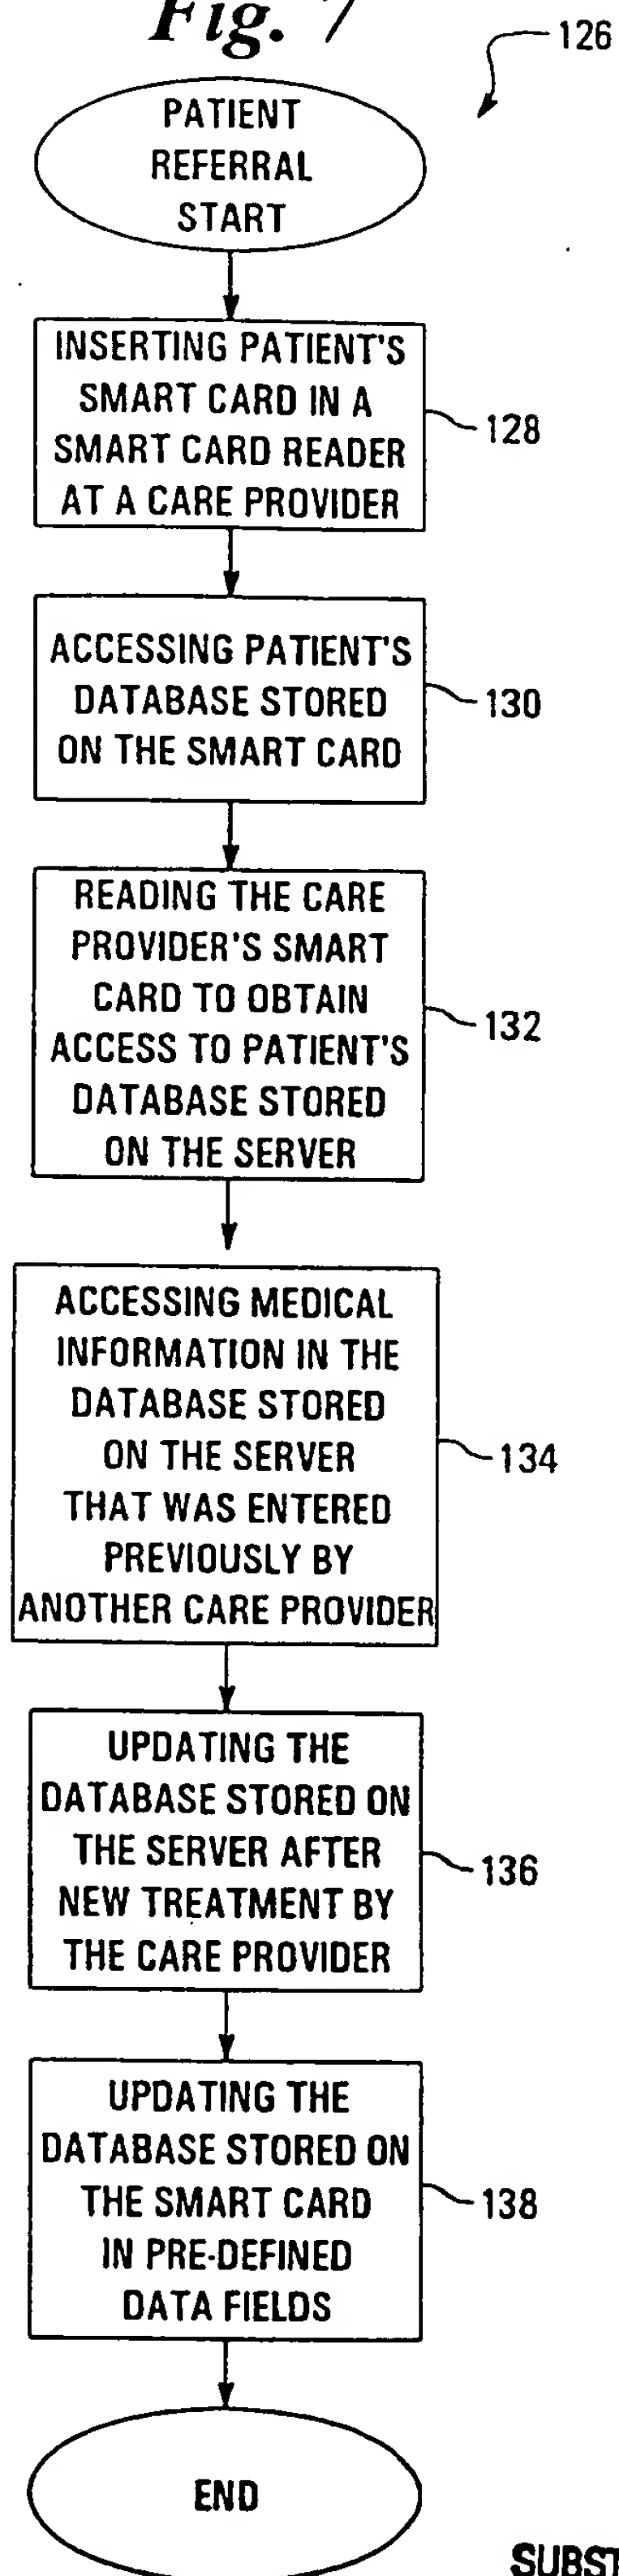 Fig. 7
126
PATIENT
REFERRAL
START
INSERTING PATIENT'S
SMART CARD IN A
SMART CARD READER
AT A CARE PROVIDER
128
ACCESSING PATIENT'S
DATABASE STORED
ON THE SMART CARD
130
READING THE CARE
PROVIDER'S SMART
CARD TO OBTAIN
ACCESS TO PATIENT'S
DATABASE STORED
ON THE SERVER
132
ACCESSING MEDICAL
INFORMATION IN THE
DATABASE STORED
ON THE SERVER
THAT WAS ENTERED
PREVIOUSLY BY
ANOTHER CARE PROVIDER
134
UPDATING THE
DATABASE STORED ON
THE SERVER AFTER
NEW TREATMENT BY
THE CARE PROVIDER
136
UPDATING THE
DATABASE STORED ON
THE SMART CARD
IN PRE-DEFINED
DATA FIELDS
138
END
SUBST